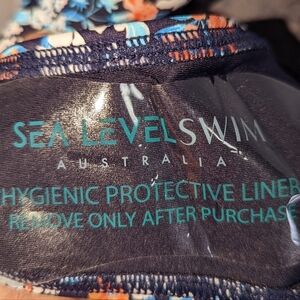 SEA LEVEL SWIM
AUSTRALIA
HYGIENIC PROTECTIVE LINER
REMOVE ONLY AFTER PURCHASE